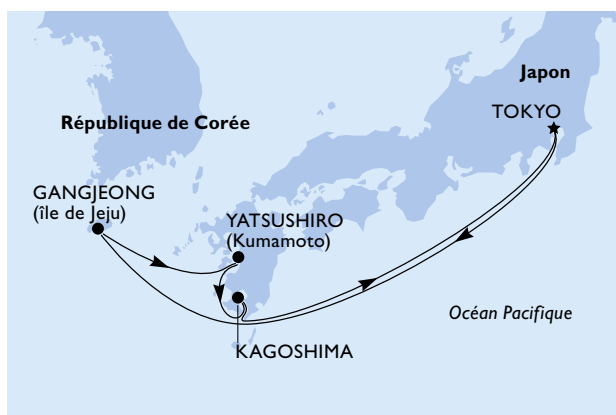 Japon
TOKYO
République de Corée
GANGJEONG
(île de Jeju)
YATSUSHIRO
(Kumamoto)
Océan Pacifique
KAGOSHIMA